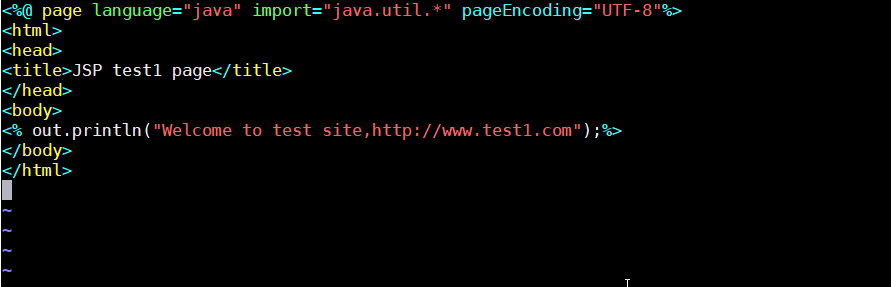 <%@ page language="java" import="java.util.*" pageEncoding="UTF-8"%>
<html>
<head>
<title>JSP test1 page</title>
</head>
<body>
<% out.println("Welcome to test site,http://www.test1.com");%>
</body>
</html>
~
~
~
~